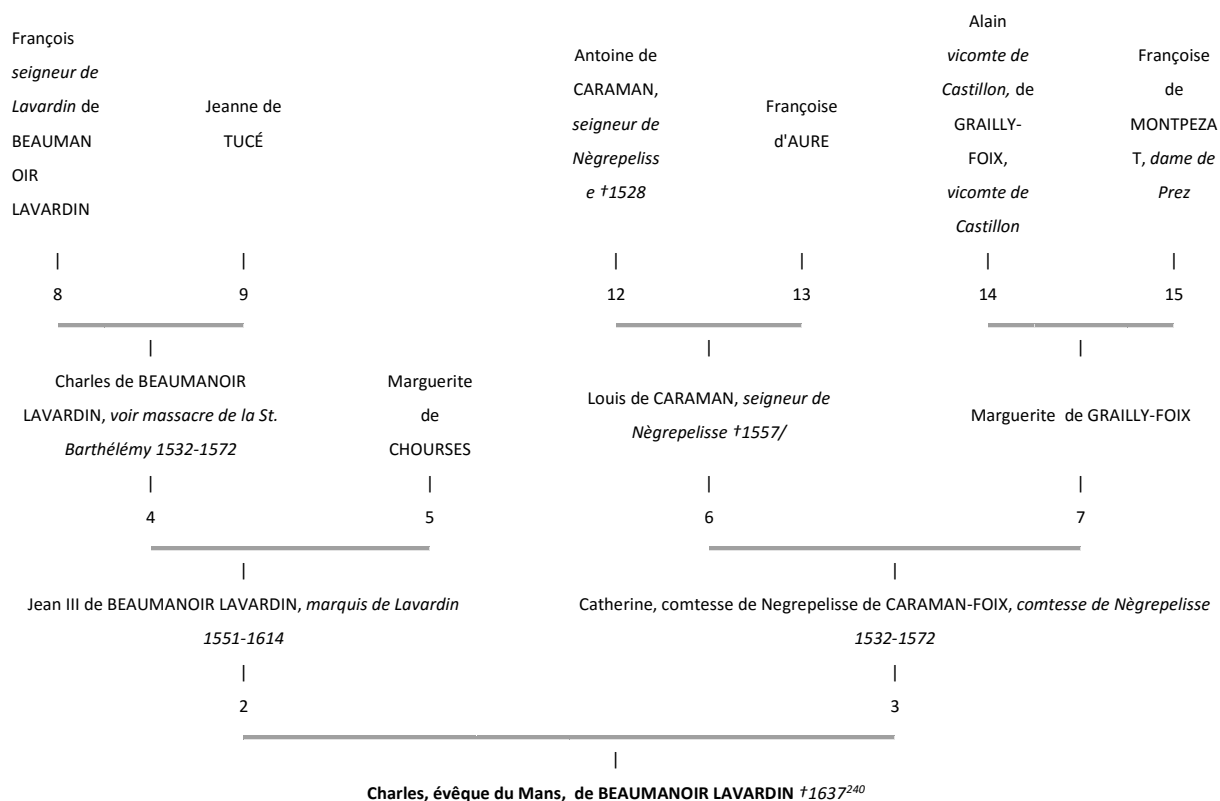 François
seigneur de
Lavardin de
BEAUMAN
OIR
LAVARDIN
Jeanne de
TUCÉ
Antoine de
CARAMAN,
seigneur de
Nègrepeliss
e †1528
Françoise
d'AURE
Alain
vicomte de
Castillon, de
GRAILLY-
FOIX,
vicomte de
Castillon
Françoise
de
MONTPEZA
T, dame de
Prez
| | | | | |
8 9 12 13 14 15
| | |
Charles de BEAUMANOIR
LAVARDIN, voir massacre de la St.
Barthélémy 1532-1572
Marguerite
de
CHOURSES
Louis de CARAMAN, seigneur de
Nègrepelisse †1557/
Marguerite de GRAILLY-FOIX
| | | |
4 5 6 7
| |
Jean III de BEAUMANOIR LAVARDIN, marquis de Lavardin
1551-1614
Catherine, comtesse de Negrepelisse de CARAMAN-FOIX, comtesse de Nègrepelisse
1532-1572
| |
2 3
|
Charles, évêque du Mans, de BEAUMANOIR LAVARDIN †1637240